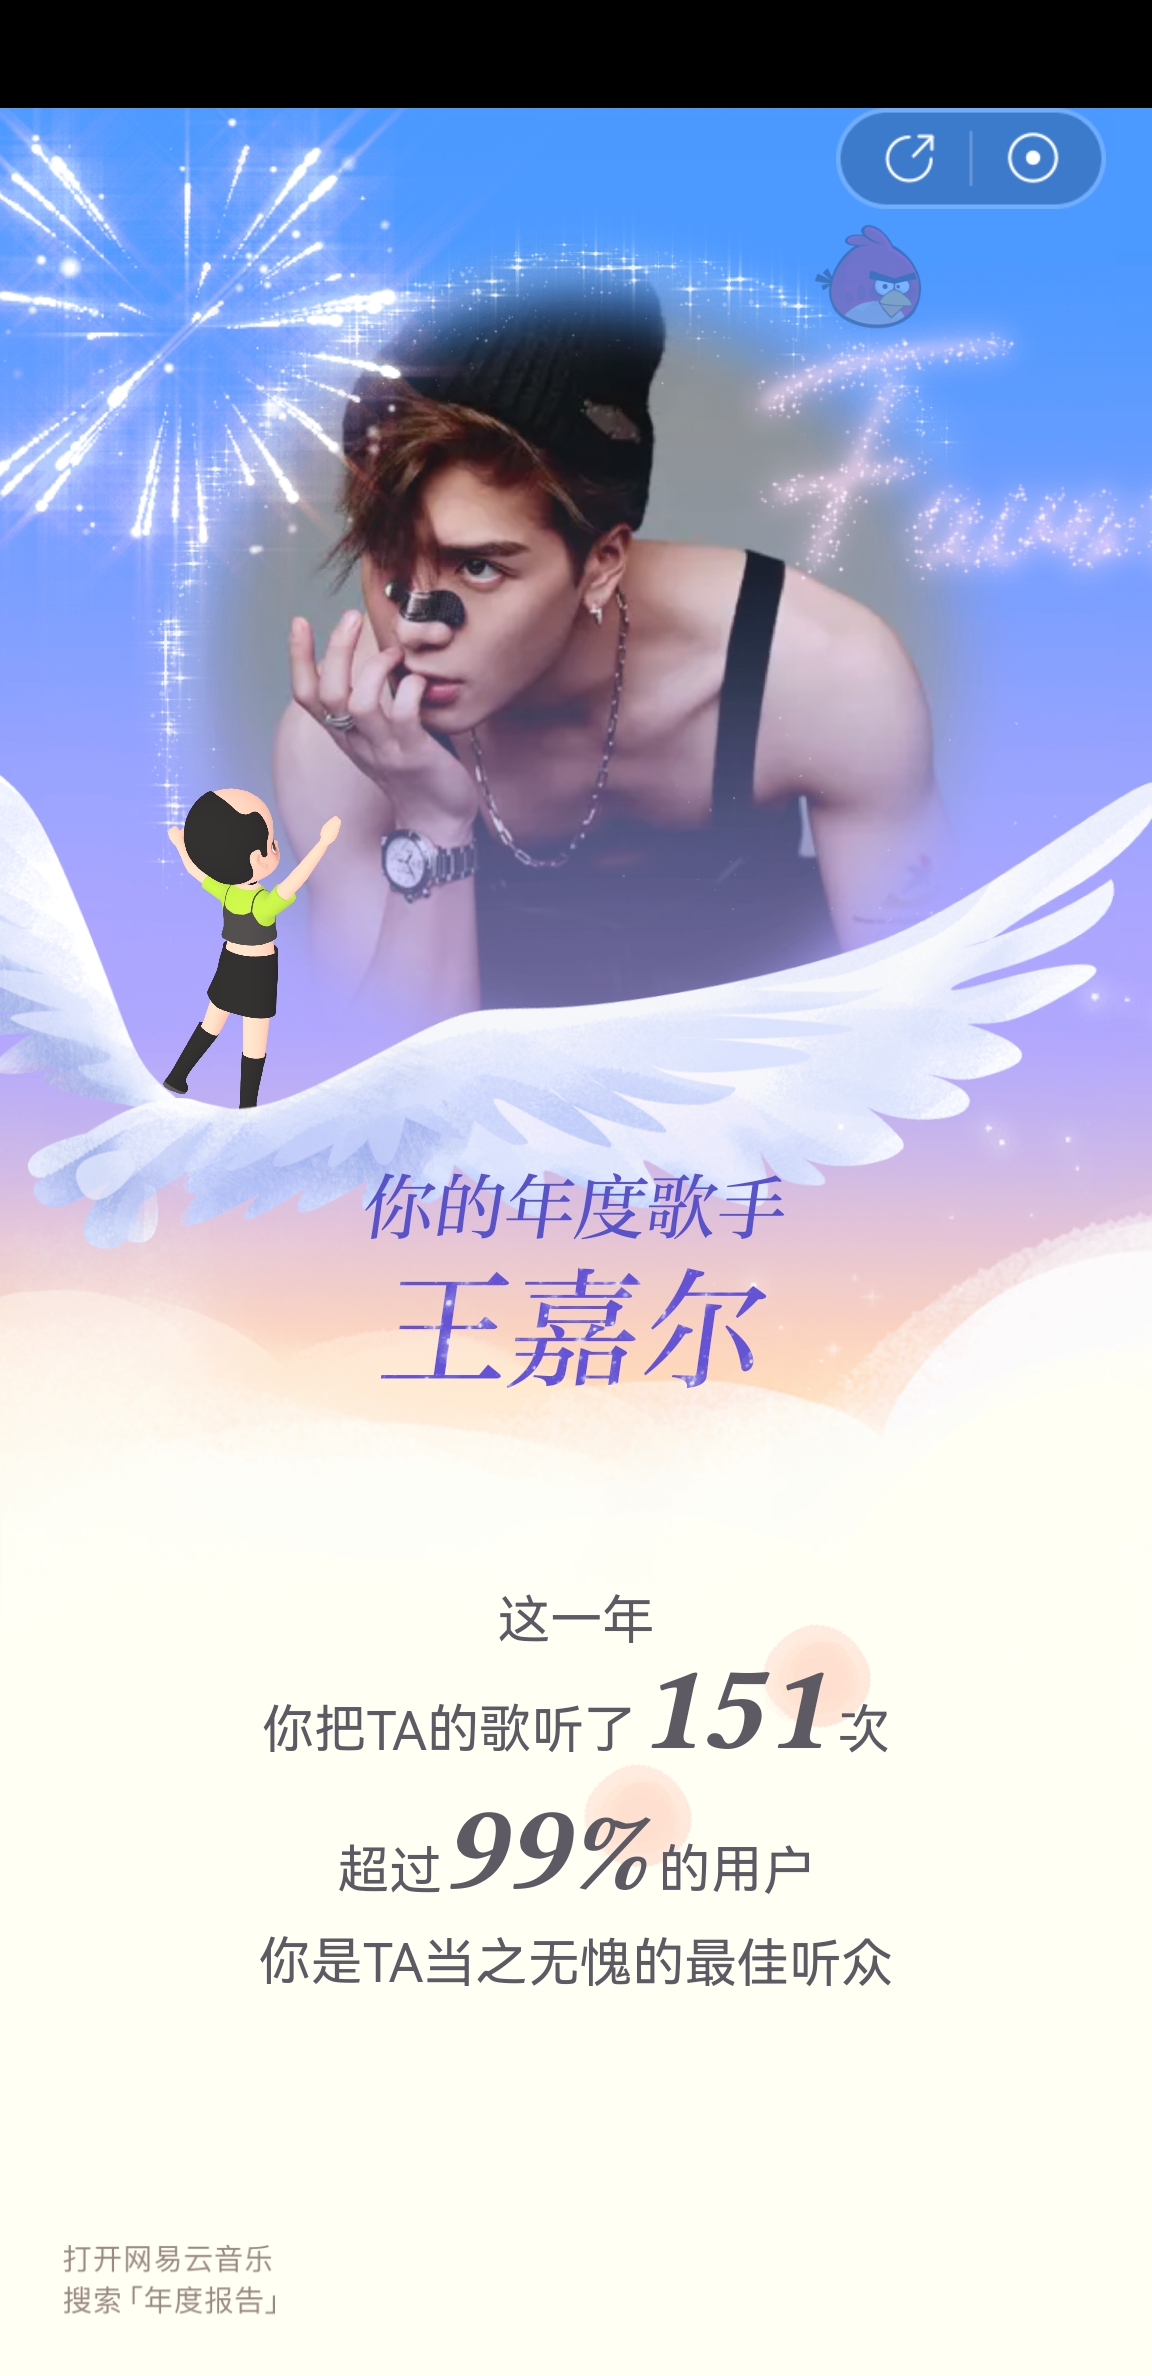 你的年度歌手
王嘉尔
这一年
你把TA的歌听了151次
超过99%的用户
你是TA当之无愧的最佳听众
打开网易云音乐
搜索「年度报告」